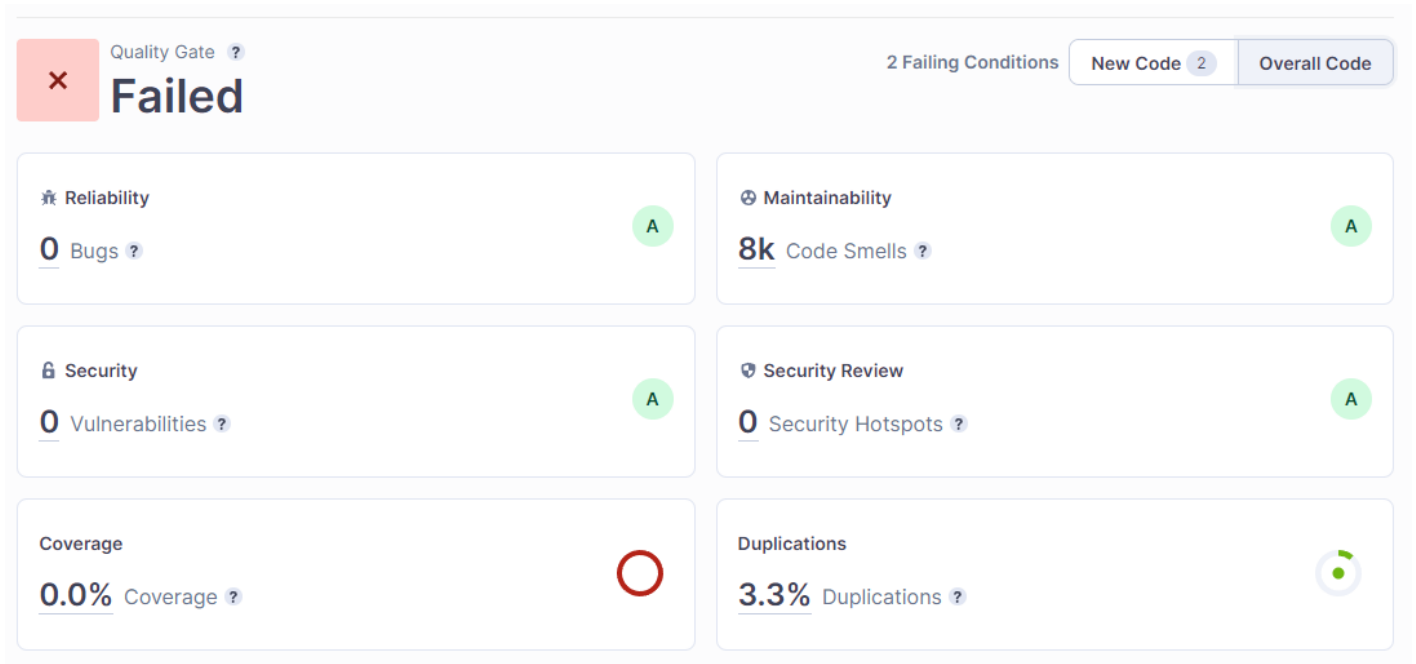 Quality Gate ?
Failed
2 Failing Conditions
New Code 2
Overall Code
Reliability
0 Bugs ?
A
Maintainability
8k Code Smells ?
A
Security
0 Vulnerabilities ?
A
Security Review
0 Security Hotspots ?
A
Coverage
0.0% Coverage ?
Duplications
3.3% Duplications ?